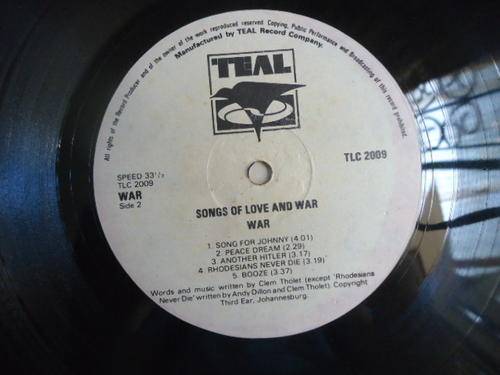 All rights of the Record Producer and of the owner of the work reproduced reserved. Copying, Public Performance and Broadcasting of this record prohibited.
Manufactured by TEAL Record Company.
TEAL
SPEED 33⅓
TLC 2009
WAR
Side 2
TLC 2009
SONGS OF LOVE AND WAR
WAR
1. SONG FOR JOHNNY (4.01)
2. PEACE DREAM (2.29)
3. ANOTHER HITLER (3.17)
4. RHODESIANS NEVER DIE (3.19)
5. BOOZE (3.37)
Words and music written by Clem Tholet (except 'Rhodesians
Never Die' written by Andy Dillon and Clem Tholet). Copyright
Third Ear, Johannesburg.